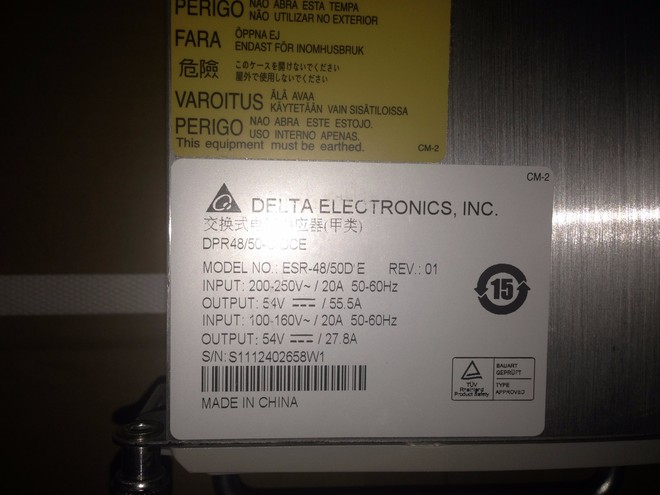 PERIGO NÃO ABRA ESTA TEMPA
NÃO UTILIZAR NO EXTERIOR
FARA ÖPPNA EJ
ENDAST FÖR INOMHUSBRUK
危險 このケースを開けないでください
屋外で使用しないでください
VAROITUS ÄLÄ AVAA
KÄYTETÄÄN VAIN SISÄTILOISSA
PERIGO NAO ABRA ESTE ESTOJO.
USO INTERNO APENAS.
This equipment must be earthed.
CM-2
CM-2
DELTA ELECTRONICS, INC.
交换式电 应器(甲类)
DPR48/50-
MODEL NO.: ESR-48/50D E REV.: 01
INPUT: 200-250V~ / 20A 50-60Hz
OUTPUT: 54V ⎓ / 55.5A
INPUT: 100-160V~ / 20A 50-60Hz
OUTPUT: 54V ⎓ / 27.8A
S/N: S1112402658W1
MADE IN CHINA
15
TÜV
Rheinland
Product Safety
BAUART
GEPRÜFT
TYPE
APPROVED